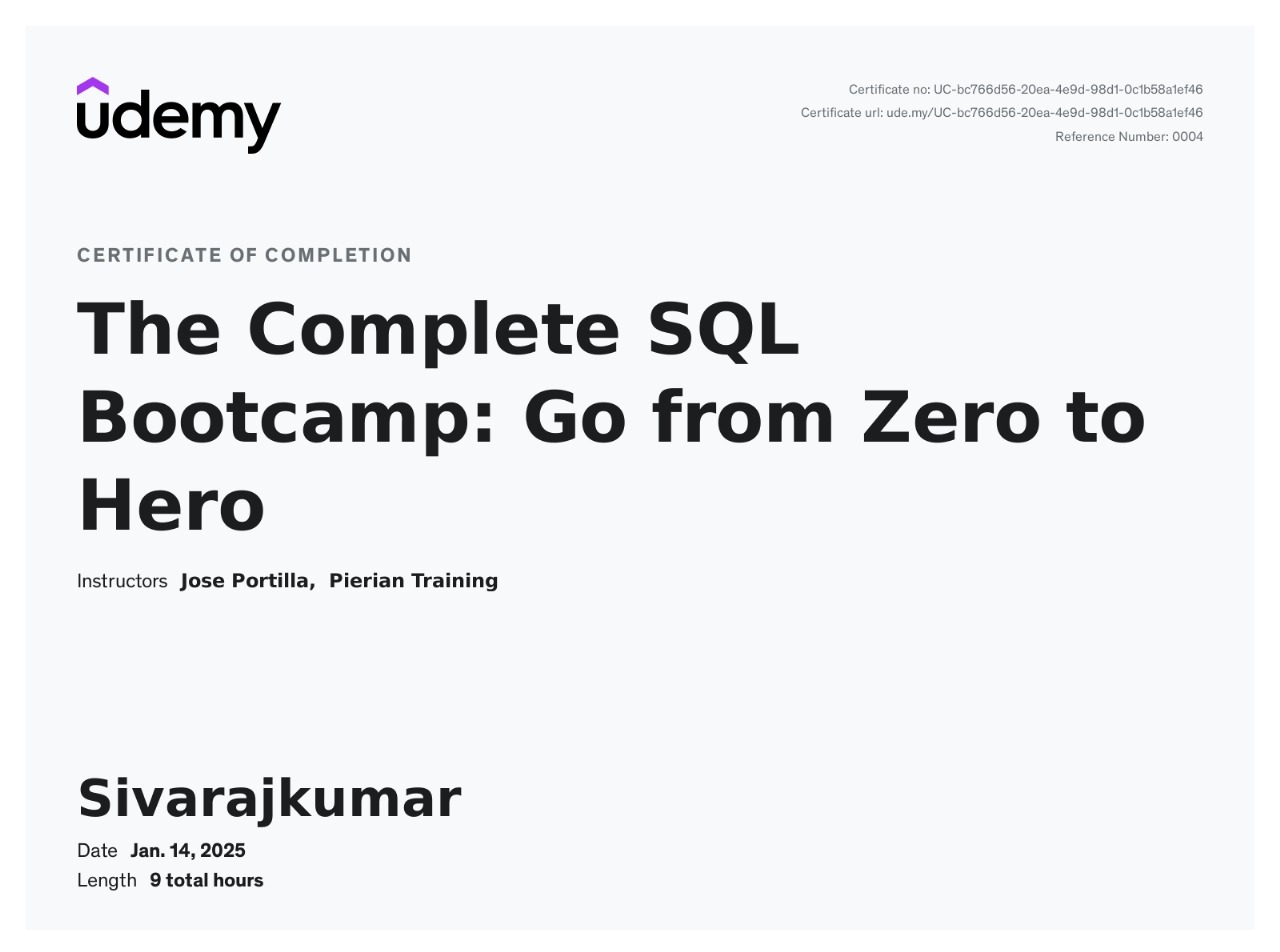 udemy
Certificate no: UC-bc766d56-20ea-4e9d-98d1-0c1b58a1ef46
Certificate url: ude.my/UC-bc766d56-20ea-4e9d-98d1-0c1b58a1ef46
Reference Number: 0004
CERTIFICATE OF COMPLETION
The Complete SQL
Bootcamp: Go from Zero to
Hero
Instructors Jose Portilla, Pierian Training
Sivarajkumar
Date Jan. 14, 2025
Length 9 total hours